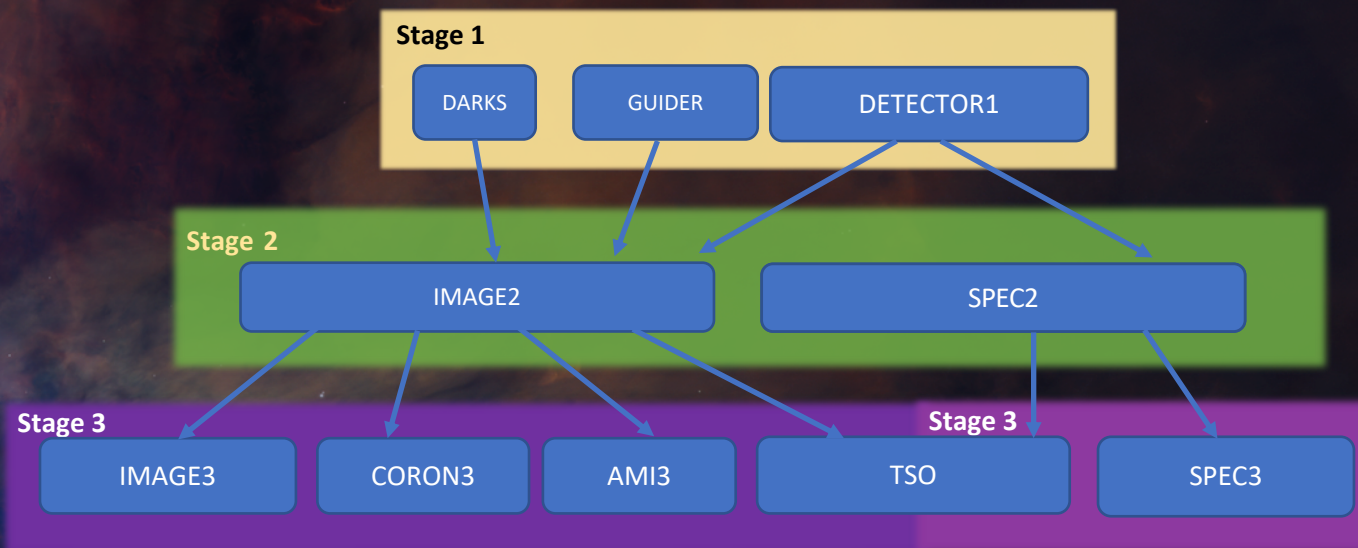 Stage 1
DARKS
GUIDER
DETECTOR1
Stage 2
IMAGE2
SPEC2
Stage 3
Stage 3
IMAGE3
CORON3
AMI3
TSO
SPEC3